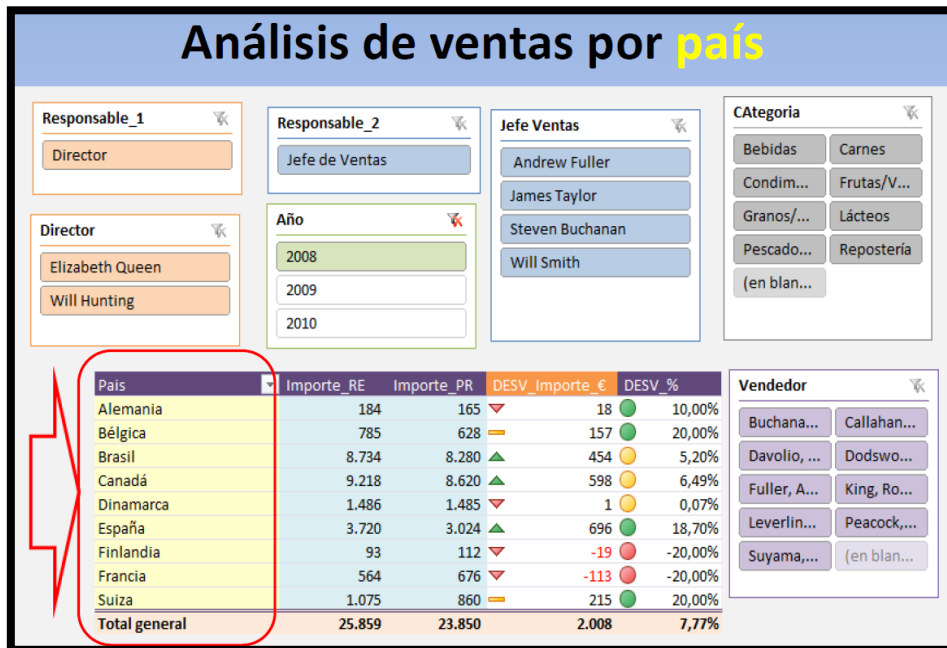 Análisis de ventas por país
Responsable_1
Director
Responsable_2
Jefe de Ventas
Jefe Ventas
Andrew Fuller
James Taylor
Steven Buchanan
Will Smith
CAtegoria
Bebidas Carnes
Condim... Frutas/V...
Granos/... Lácteos
Pescado... Repostería
(en blan...
Director
Elizabeth Queen
Will Hunting
Año
2008
2009
2010
Pais Importe_RE Importe_PR DESV_Importe_€ DESV_%
Alemania 184 165 18 10,00%
Bélgica 785 628 157 20,00%
Brasil 8.734 8.280 454 5,20%
Canadá 9.218 8.620 598 6,49%
Dinamarca 1.486 1.485 1 0,07%
España 3.720 3.024 696 18,70%
Finlandia 93 112 -19 -20,00%
Francia 564 676 -113 -20,00%
Suiza 1.075 860 215 20,00%
Total general 25.859 23.850 2.008 7,77%
Vendedor
Buchana... Callahan...
Davolio, ... Dodswo...
Fuller, A... King, Ro...
Leverlin... Peacock,...
Suyama,... (en blan...